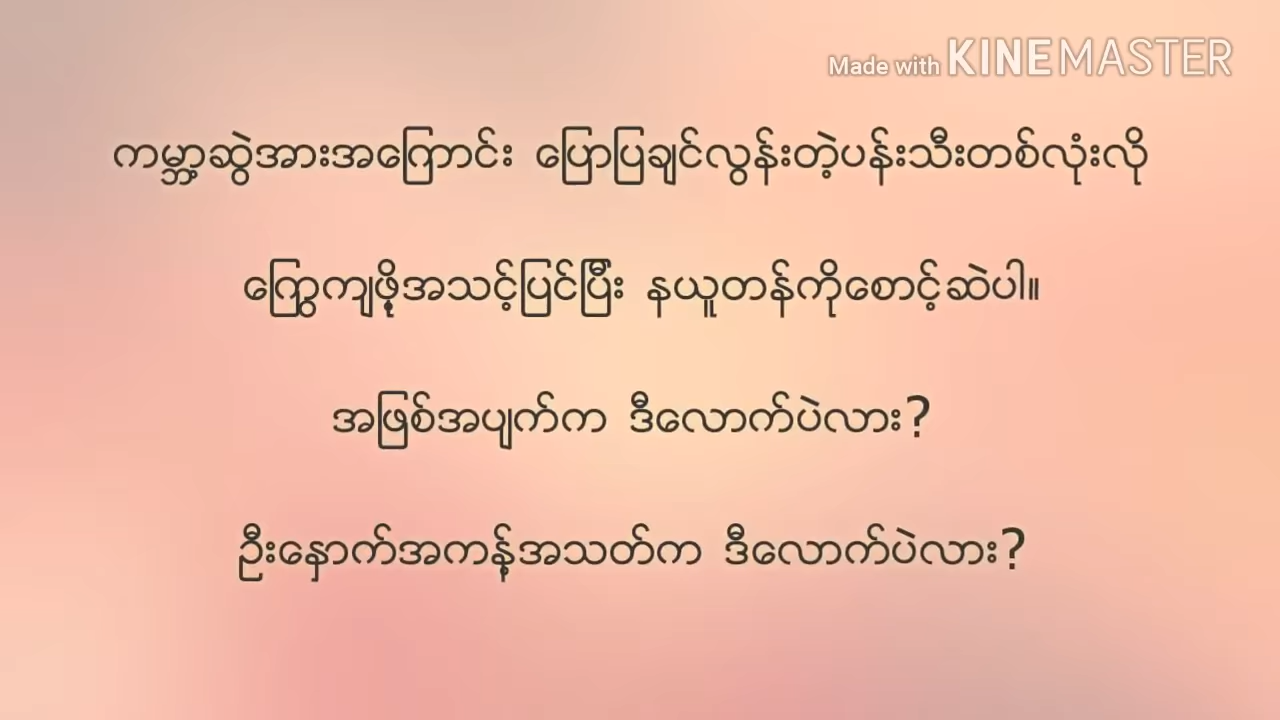 Made with KINEMASTER
ကမ္ဘာ့ဆွဲအားအကြောင်း ပြောပြချင်လွန်းတဲ့ပန်းသီးတစ်လုံးလို
ကြွေကျဖို့အသင့်ပြင်ပြီး နယူတန်ကိုစောင့်ဆဲပါ။
အဖြစ်အပျက်က ဒီလောက်ပဲလား?
ဦးနှောက်အကန့်အသတ်က ဒီလောက်ပဲလား?